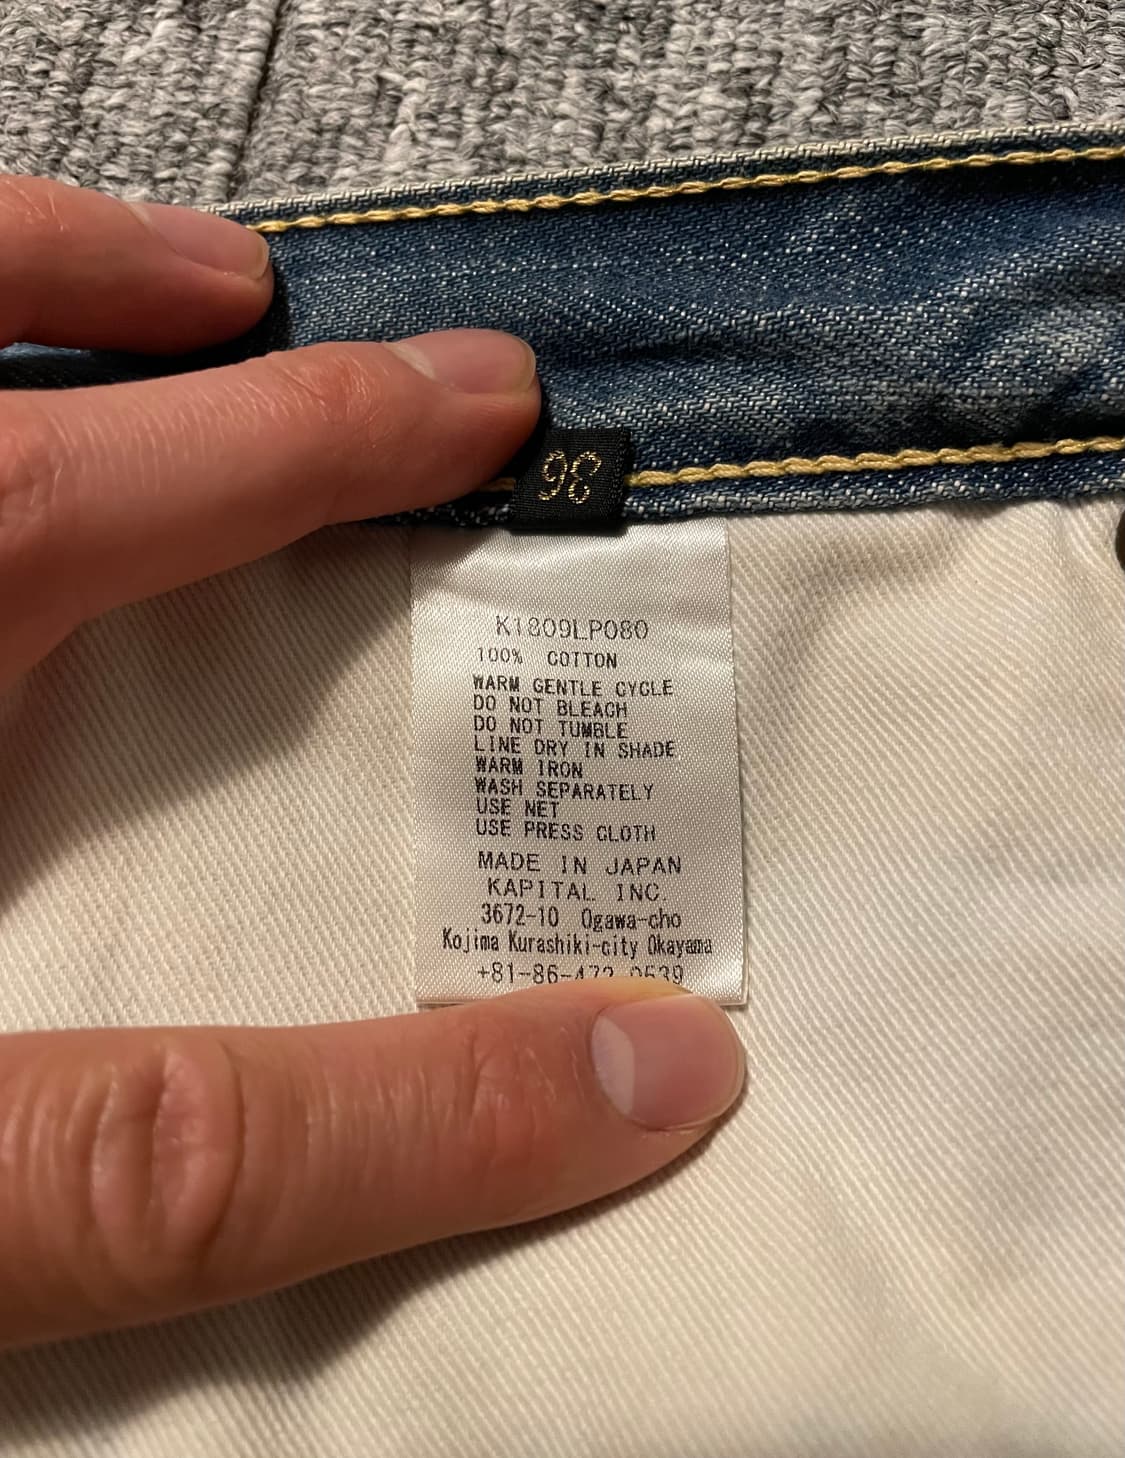 36
K1809LP080
100% COTTON
WARM GENTLE CYCLE
DO NOT BLEACH
DO NOT TUMBLE
LINE DRY IN SHADE
WARM IRON
WASH SEPARATELY
USE NET
USE PRESS CLOTH
MADE IN JAPAN
KAPITAL INC.
3672-10 Ogawa-cho
Kojima Kurashiki-city Okayama
+81-86-472-0539